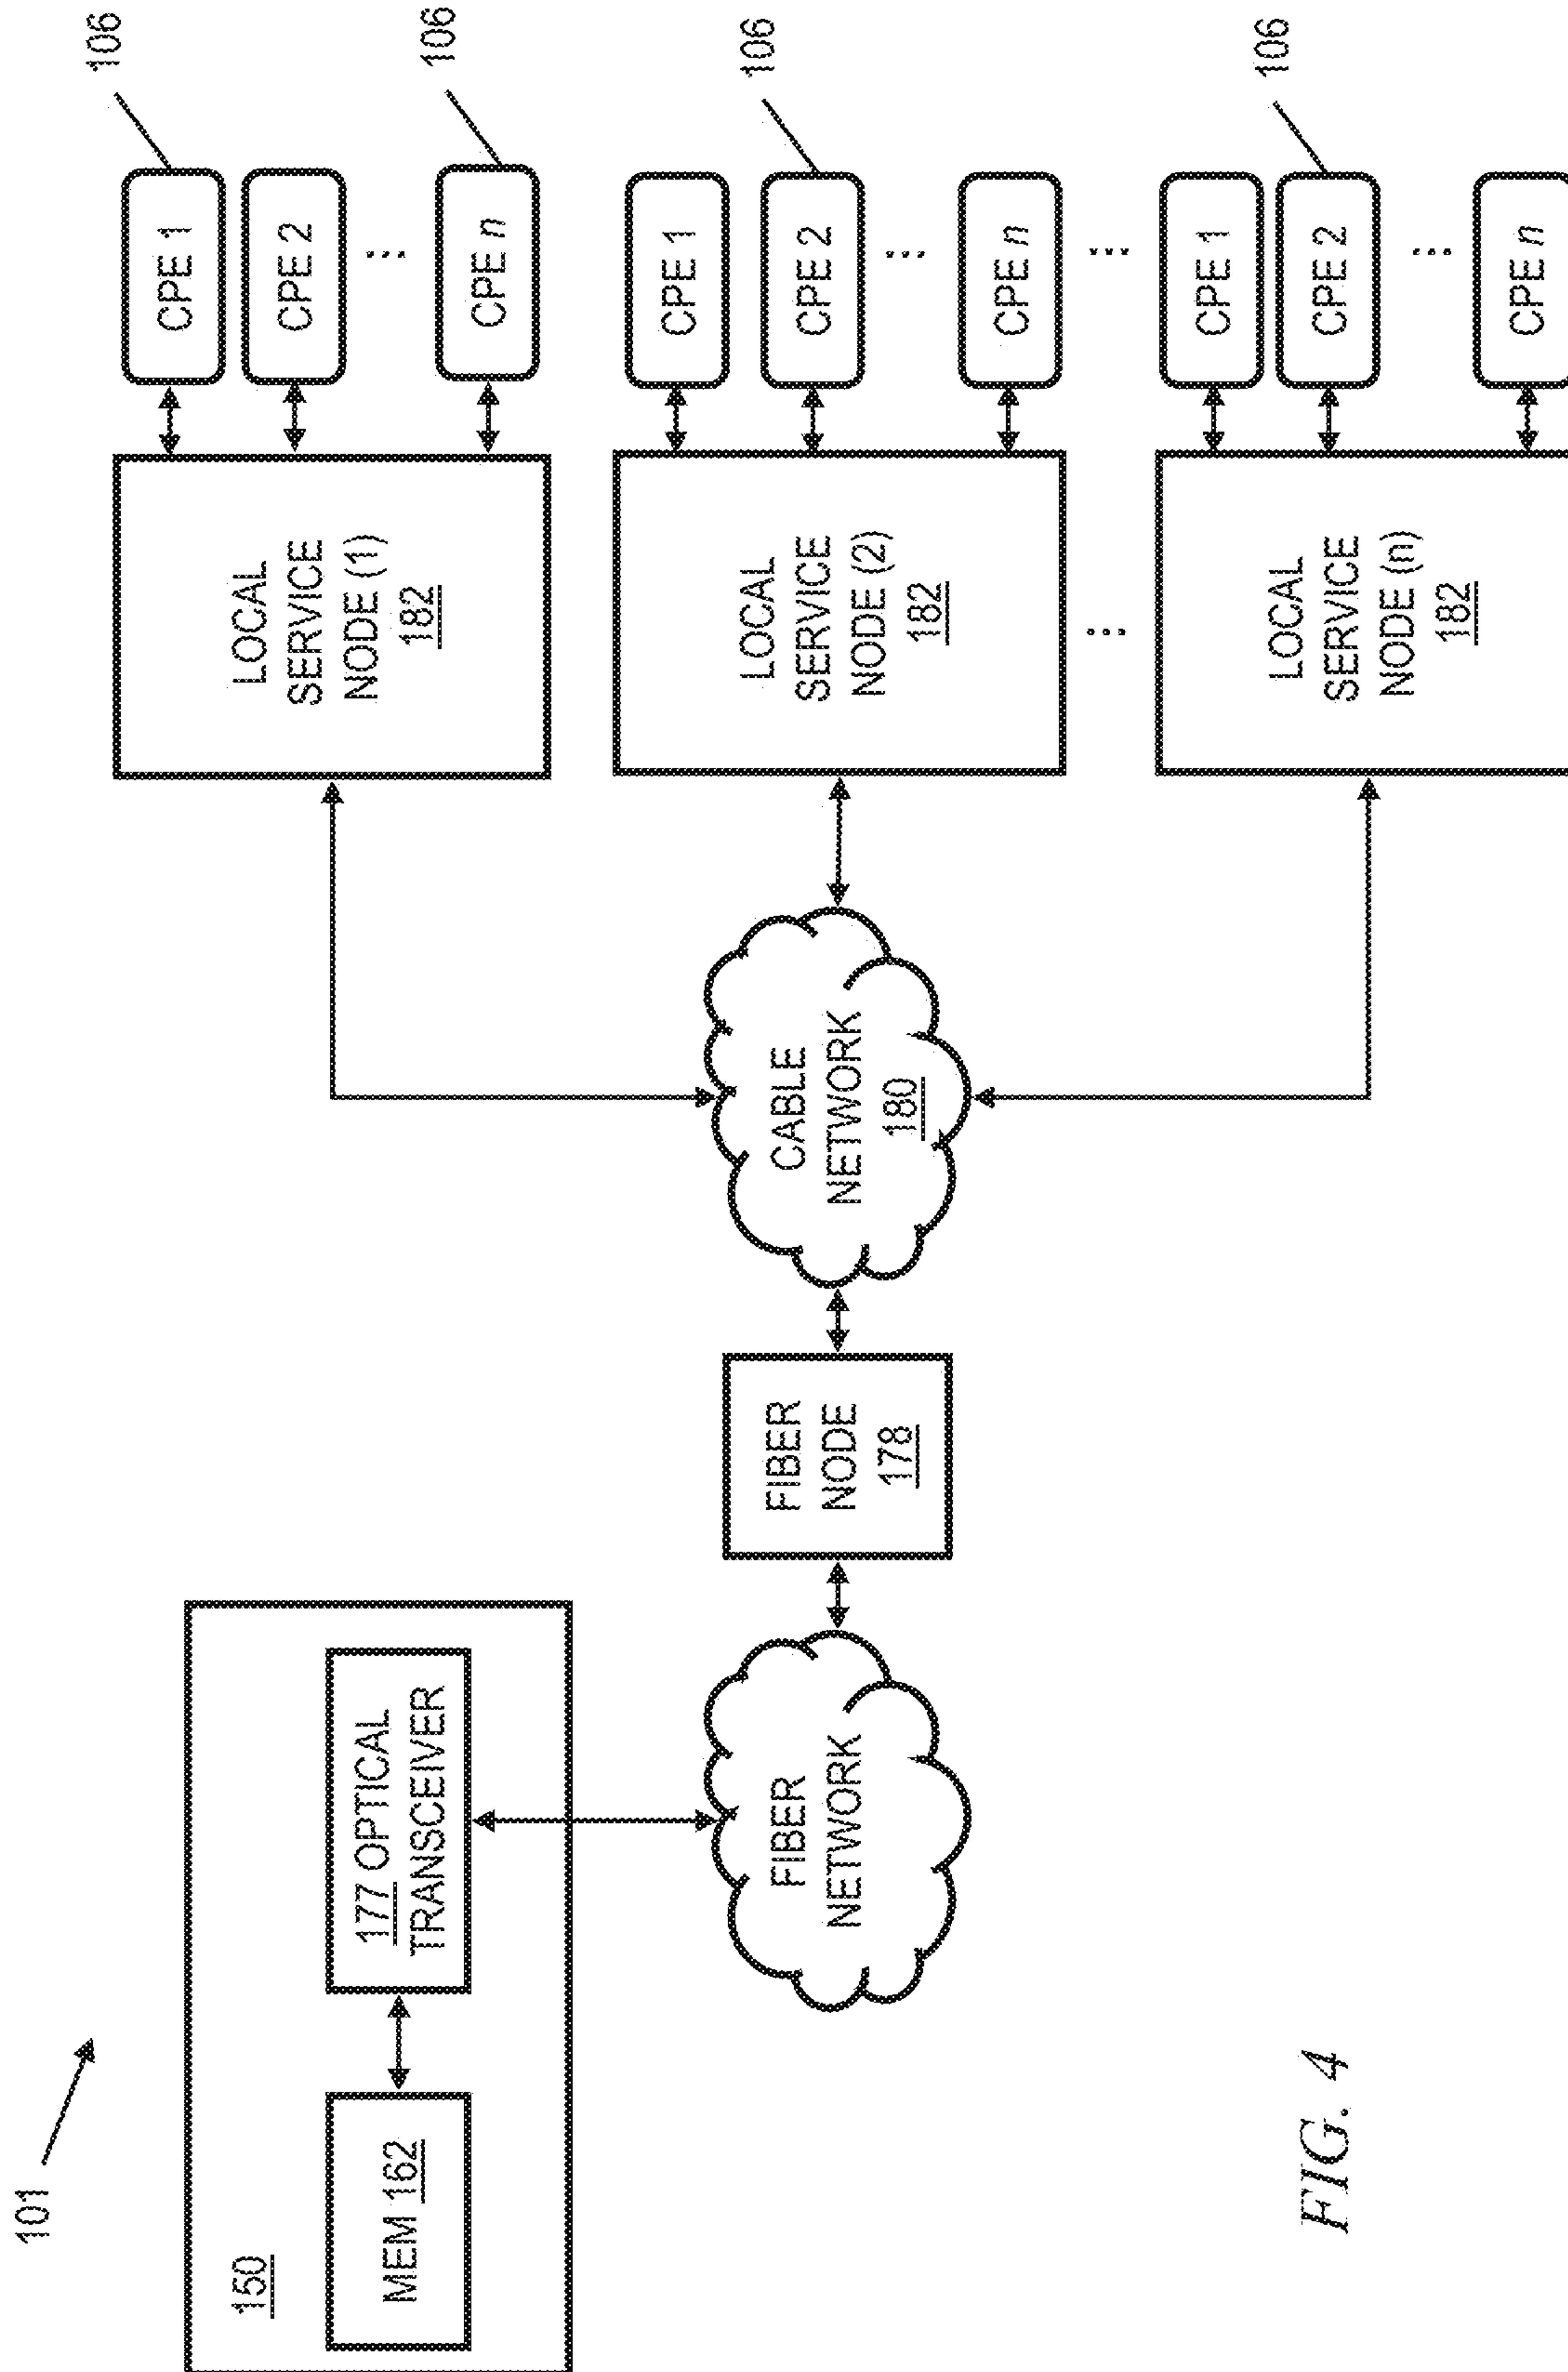 101
150
MEM 162
177 OPTICAL
TRANSCEIVER
FIBER
NETWORK
FIBER
NODE
178
CABLE
NETWORK
180
LOCAL
SERVICE
NODE (1)
182
CPE 1
106
CPE 2
...
CPE n
106
LOCAL
SERVICE
NODE (2)
182
CPE 1
CPE 2
106
...
CPE n
...
...
LOCAL
SERVICE
NODE (n)
182
CPE 1
CPE 2
106
...
CPE n
FIG. 4